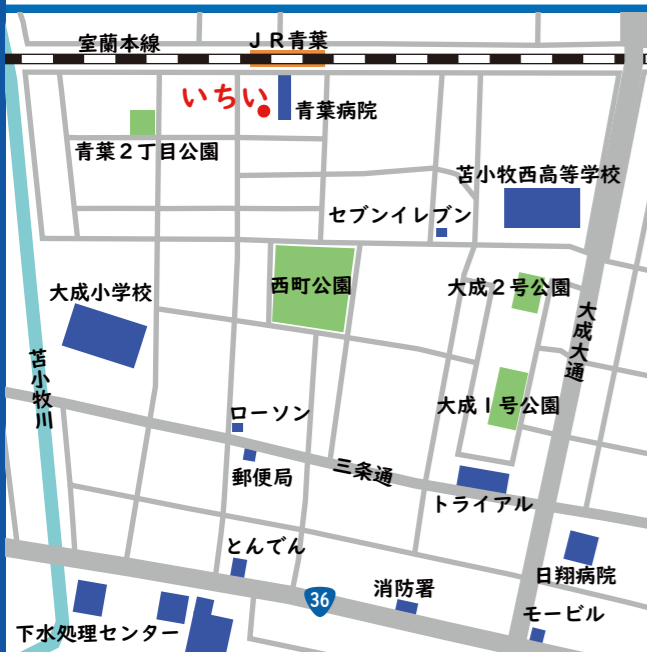 室蘭本線
JR青葉
いちい
青葉病院
青葉2丁目公園
苫小牧西高等学校
セブンイレブン
西町公園
大成2号公園
大成小学校
大成大通
苫小牧川
大成1号公園
ローソン
三条通
郵便局
トライアル
とんでん
日翔病院
36
消防署
モービル
下水処理センター